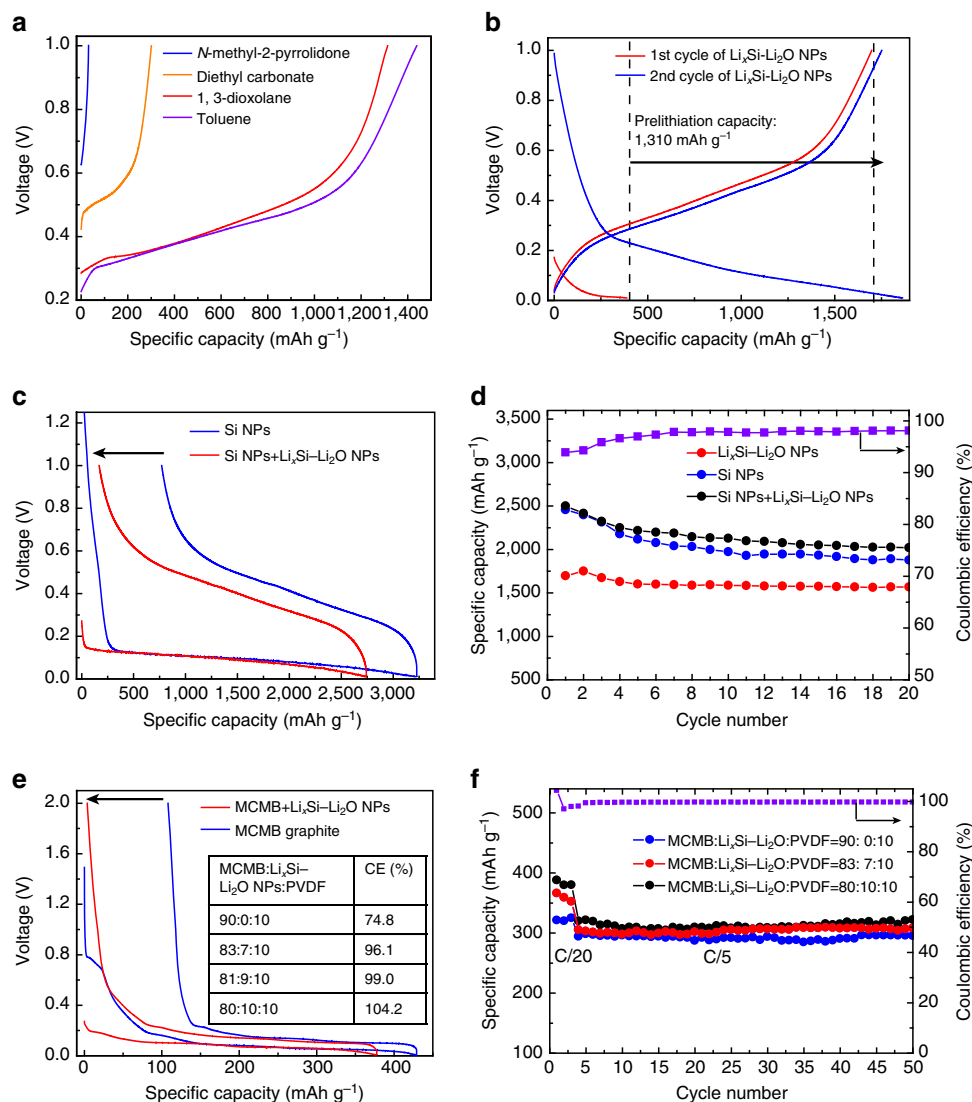 a
Voltage (V)
1.0
0.8
0.6
0.4
0.2
N-methyl-2-pyrrolidone
Diethyl carbonate
1, 3-dioxolane
Toluene
0 200 400 600 800 1,000 1,200 1,400
Specific capacity (mAh g⁻¹)
b
Voltage (V)
1.0
0.8
0.6
0.4
0.2
0.0
1st cycle of LiₓSi–Li₂O NPs
2nd cycle of LiₓSi–Li₂O NPs
Prelithiation capacity:
1,310 mAh g⁻¹
0 500 1,000 1,500
Specific capacity (mAh g⁻¹)
c
Voltage (V)
1.2
1.0
0.8
0.6
0.4
0.2
0.0
Si NPs
Si NPs+LiₓSi–Li₂O NPs
0 500 1,000 1,500 2,000 2,500 3,000
Specific capacity (mAh g⁻¹)
d
Specific capacity (mAh g⁻¹)
3,500
3,250
2,500
2,000
1,500
1,000
500
LiₓSi–Li₂O NPs
Si NPs
Si NPs+LiₓSi–Li₂O NPs
100
98
90
80
70
60
50
Coulombic efficiency (%)
0 2 4 6 8 10 12 14 16 18 20
Cycle number
e
Voltage (V)
2.0
1.6
1.2
0.8
0.4
0.0
MCMB+LiₓSi–Li₂O NPs
MCMB graphite
MCMB:LiₓSi– CE (%)
Li₂O NPs:PVDF
90:0:10 74.8
83:7:10 96.1
81:9:10 99.0
80:10:10 104.2
0 100 200 300 400
Specific capacity (mAh g⁻¹)
f
Specific capacity (mAh g⁻¹)
500
400
300
200
100
MCMB:LiₓSi–Li₂O:PVDF=90: 0:10
MCMB:LiₓSi–Li₂O:PVDF=83: 7:10
MCMB:LiₓSi–Li₂O:PVDF=80:10:10
C/20
C/5
100
80
60
40
20
0
Coulombic efficiency (%)
0 5 10 15 20 25 30 35 40 45 50
Cycle number